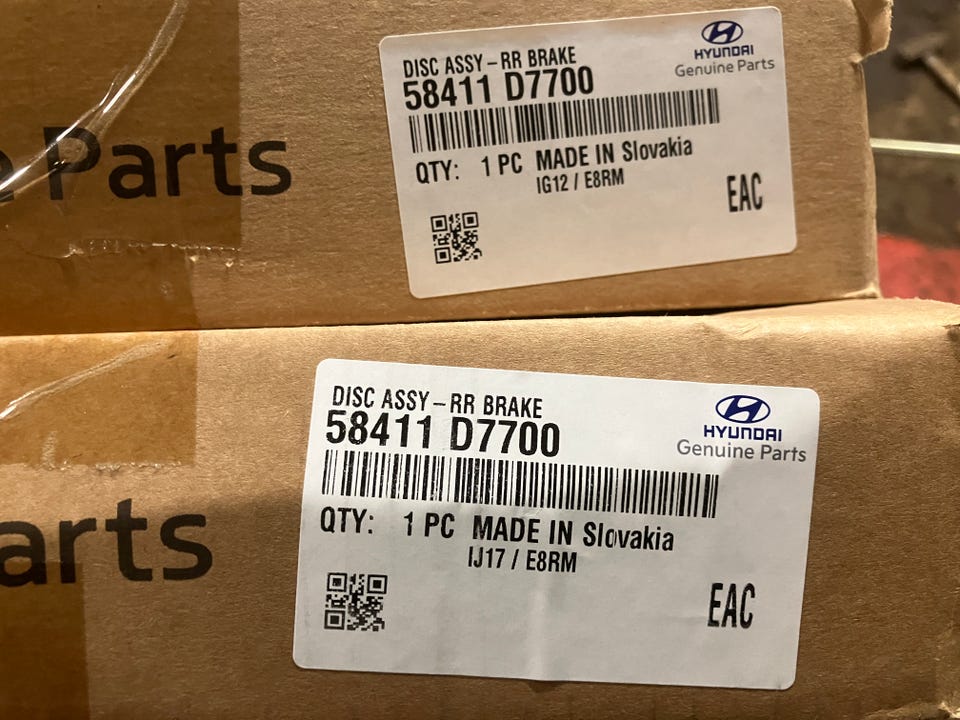 DISC ASSY – RR BRAKE
58411 D7700
HYUNDAI
Genuine Parts
QTY: 1 PC MADE IN Slovakia
IG12 / E8RM
EAC
e Parts
DISC ASSY – RR BRAKE
58411 D7700
HYUNDAI
Genuine Parts
QTY: 1 PC MADE IN Slovakia
IJ17 / E8RM
EAC
arts